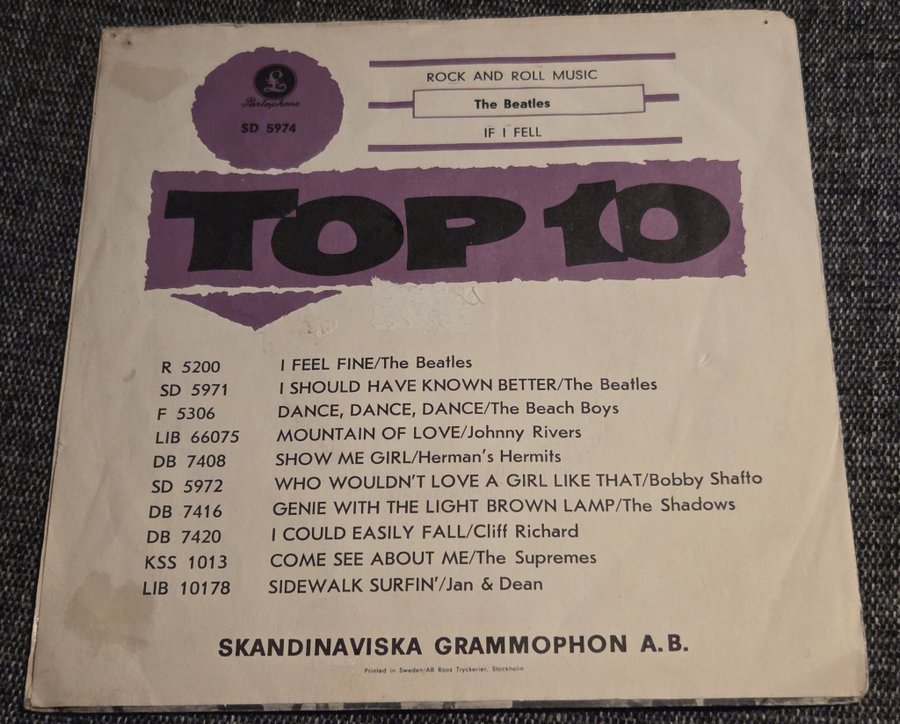 £
Parlophone
SD 5974
ROCK AND ROLL MUSIC
The Beatles
IF I FELL
TOP 10
R 5200 I FEEL FINE/The Beatles
SD 5971 I SHOULD HAVE KNOWN BETTER/The Beatles
F 5306 DANCE, DANCE, DANCE/The Beach Boys
LIB 66075 MOUNTAIN OF LOVE/Johnny Rivers
DB 7408 SHOW ME GIRL/Herman's Hermits
SD 5972 WHO WOULDN'T LOVE A GIRL LIKE THAT/Bobby Shafto
DB 7416 GENIE WITH THE LIGHT BROWN LAMP/The Shadows
DB 7420 I COULD EASILY FALL/Cliff Richard
KSS 1013 COME SEE ABOUT ME/The Supremes
LIB 10178 SIDEWALK SURFIN'/Jan & Dean
SKANDINAVISKA GRAMMOPHON A.B.
Printed in Sweden/AB Roos Tryckerier, Stockholm